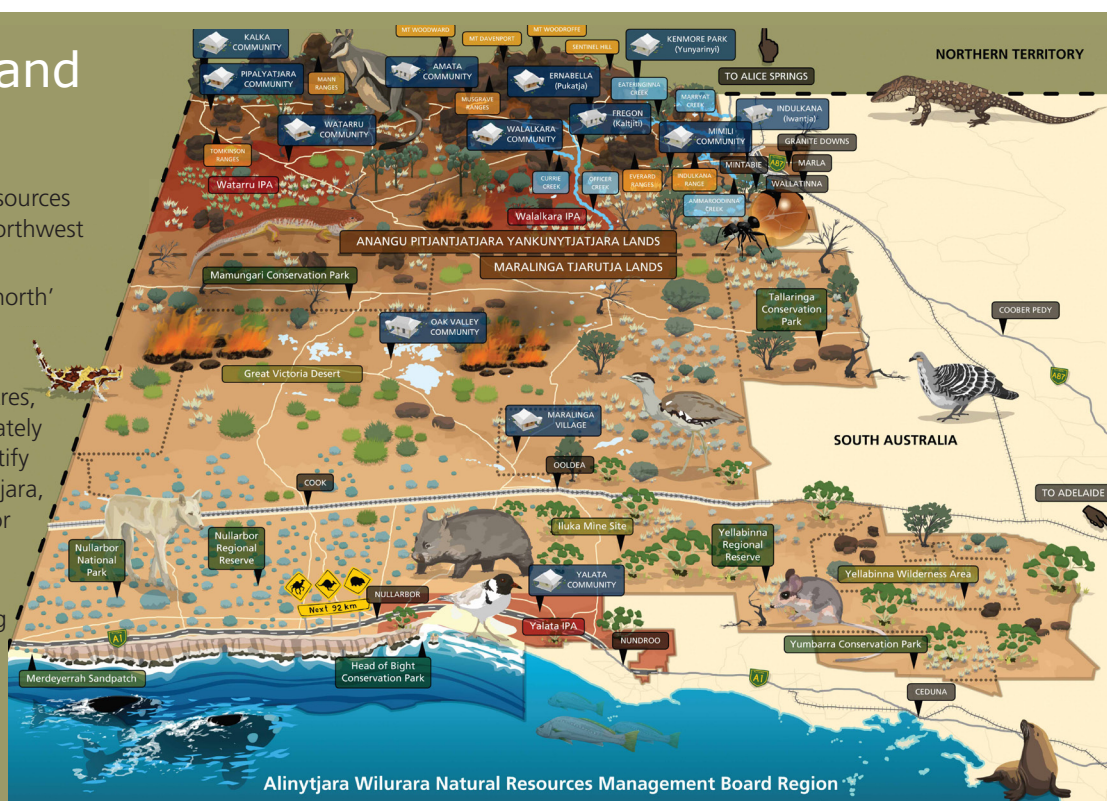 and
sources
orthwest
north'
res,
ately
tify
jara,
or
g
KALKA
COMMUNITY
MT WOODWARD
MT DAVENPORT
MT WOODROFFE
SENTINEL HILL
KENMORE PARK
(Yunyarinyi)
NORTHERN TERRITORY
TO ALICE SPRINGS
PIPALYATJARA
COMMUNITY
MANN
RANGES
AMATA
COMMUNITY
ERNABELLA
(Pukatja)
EATERINGINNA
CREEK
MARRYAT
CREEK
MUSGRAVE
RANGES
INDULKANA
(Iwantja)
WATARRU
COMMUNITY
WALALKARA
COMMUNITY
FREGON
(Kaltjiti)
MIMILI
COMMUNITY
GRANITE DOWNS
TOMKINSON
RANGES
MINTABIE
A87
MARLA
Watarru IPA
CURRIE
CREEK
OFFICER
CREEK
EVERARD
RANGES
INDULKANA
RANGE
WALLATINNA
AMMAROODINNA
CREEK
Walalkara IPA
ANANGU PITJANTJATJARA YANKUNYTJATJARA LANDS
MARALINGA TJARUTJA LANDS
Mamungari Conservation Park
Tallaringa
Conservation
Park
COOBER PEDY
OAK VALLEY
COMMUNITY
Great Victoria Desert
A87
MARALINGA
VILLAGE
SOUTH AUSTRALIA
OOLDEA
COOK
TO ADELAIDE
Iluka Mine Site
Nullarbor
National
Park
Nullarbor
Regional
Reserve
Yellabinna
Regional
Reserve
YALATA
COMMUNITY
Yellabinna Wilderness Area
NULLARBOR
Next 92 km
A1
Yalata IPA
NUNDROO
Yumbarra Conservation Park
Merdeyerrah Sandpatch
Head of Bight
Conservation Park
A1
CEDUNA
Alinytjara Wilurara Natural Resources Management Board Region